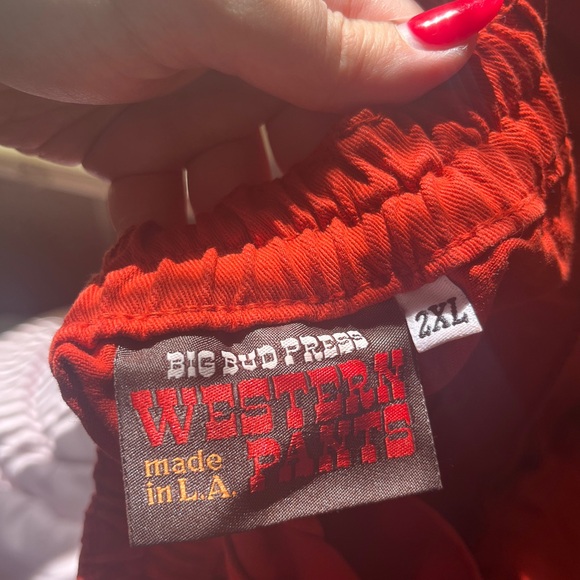 2XL
BIG BUD PRESS
WESTERN
PANTS
made
in L.A.